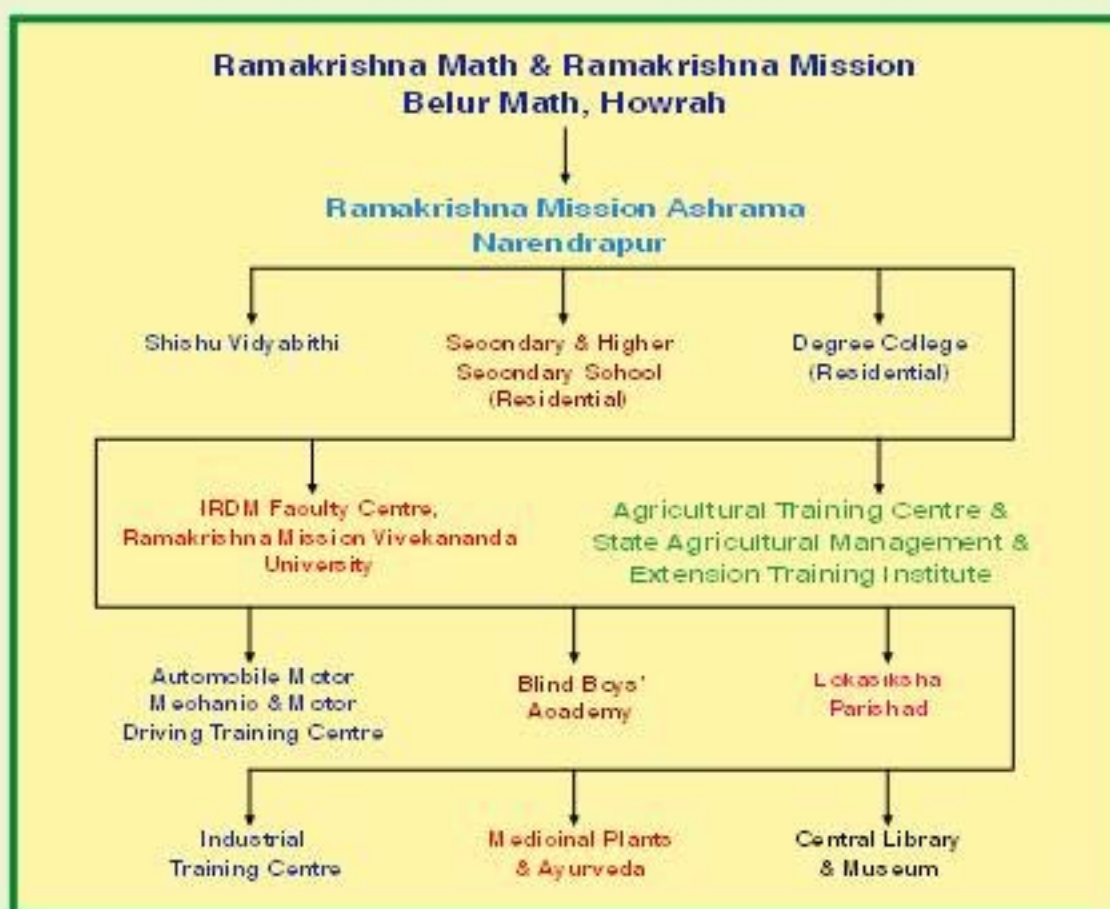 Ramakrishna Math & Ramakrishna Mission
Belur Math, Howrah
Ramakrishna Mission Ashrama
Narendrapur
Shishu Vidyabithi
Secondary & Higher
Secondary School
(Residential)
Degree College
(Residential)
IRDM Faculty Centre,
Ramakrishna Mission Vivekananda
University
Agricultural Training Centre &
State Agricultural Management &
Extension Training Institute
Automobile Motor
Mechanic & Motor
Driving Training Centre
Blind Boys'
Academy
Lokasiksha
Parishad
Industrial
Training Centre
Medicinal Plants
& Ayurveda
Central Library
& Museum